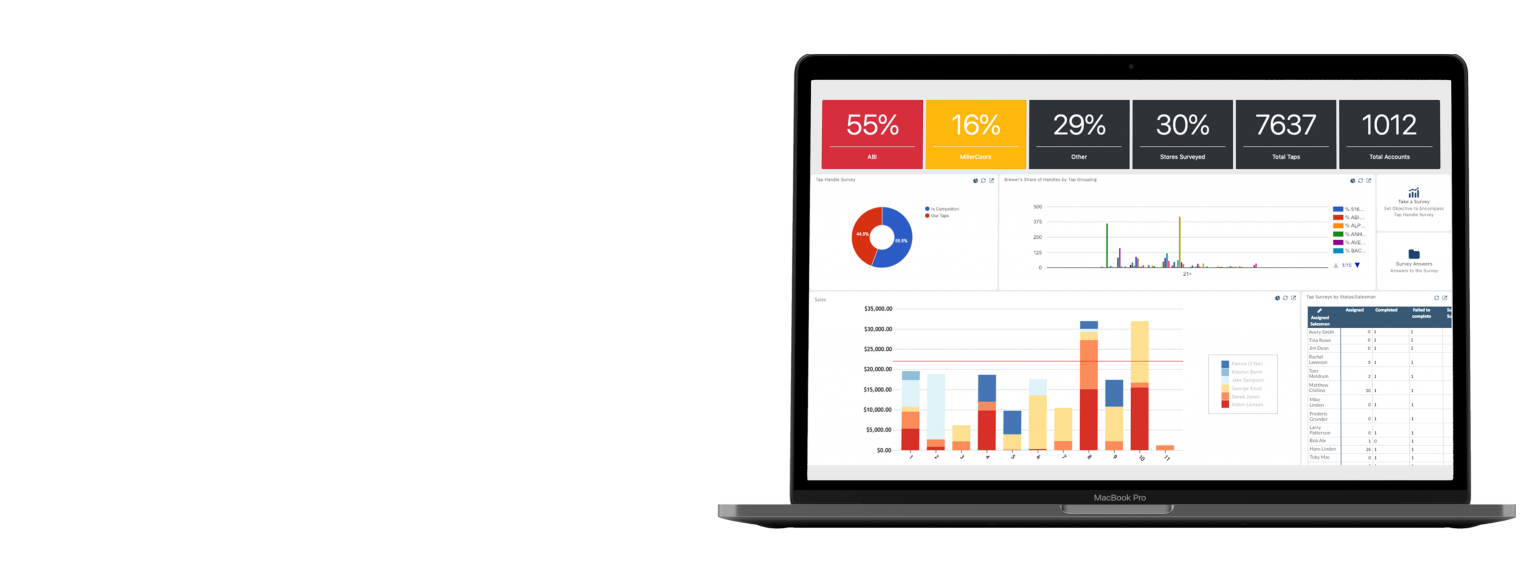 55%
ABI
16%
MillerCoors
29%
Other
30%
Stores Surveyed
7637
Total Taps
1012
Total Accounts
Tap Handle Survey
44.5%
55.5%
% Competition
Our Taps
Brewer's Share of Handles by Tap Grouping
500
375
250
125
0
21+
% S16...
% ABI...
% ALP...
% ANH...
% AVE...
% BAC...
1/15
Take a Survey
Set Objective to Encompass
Tap Handle Survey
Survey Answers
Answers to the Survey
Sales
$35,000.00
$30,000.00
$25,000.00
$20,000.00
$15,000.00
$10,000.00
$5,000.00
$0.00
1
2
3
4
5
6
7
8
9
10
11
Patrick O'Neil
Kristen Barth
Jake Sampson
George Kood
Derek Jones
Adam Larsson
Tap Surveys by Status/Salesman
Assigned Salesman
Assigned
Completed
Failed to complete
Avery Smith 0 1 1
Tina Rowe 0 1 1
Jim Dixon 0 1 1
Rachel Lawson 5 1 1
Tom Meldrum 2 1 1
Matthew Chilino 30 1 1
Mike Linden 0 1 1
Frederic Grunder 0 1 1
Larry Patterson 0 1 1
Bob Ale 1 0 1
Hans Linden 26 1 1
Toby Mac 0 1 1
MacBook Pro